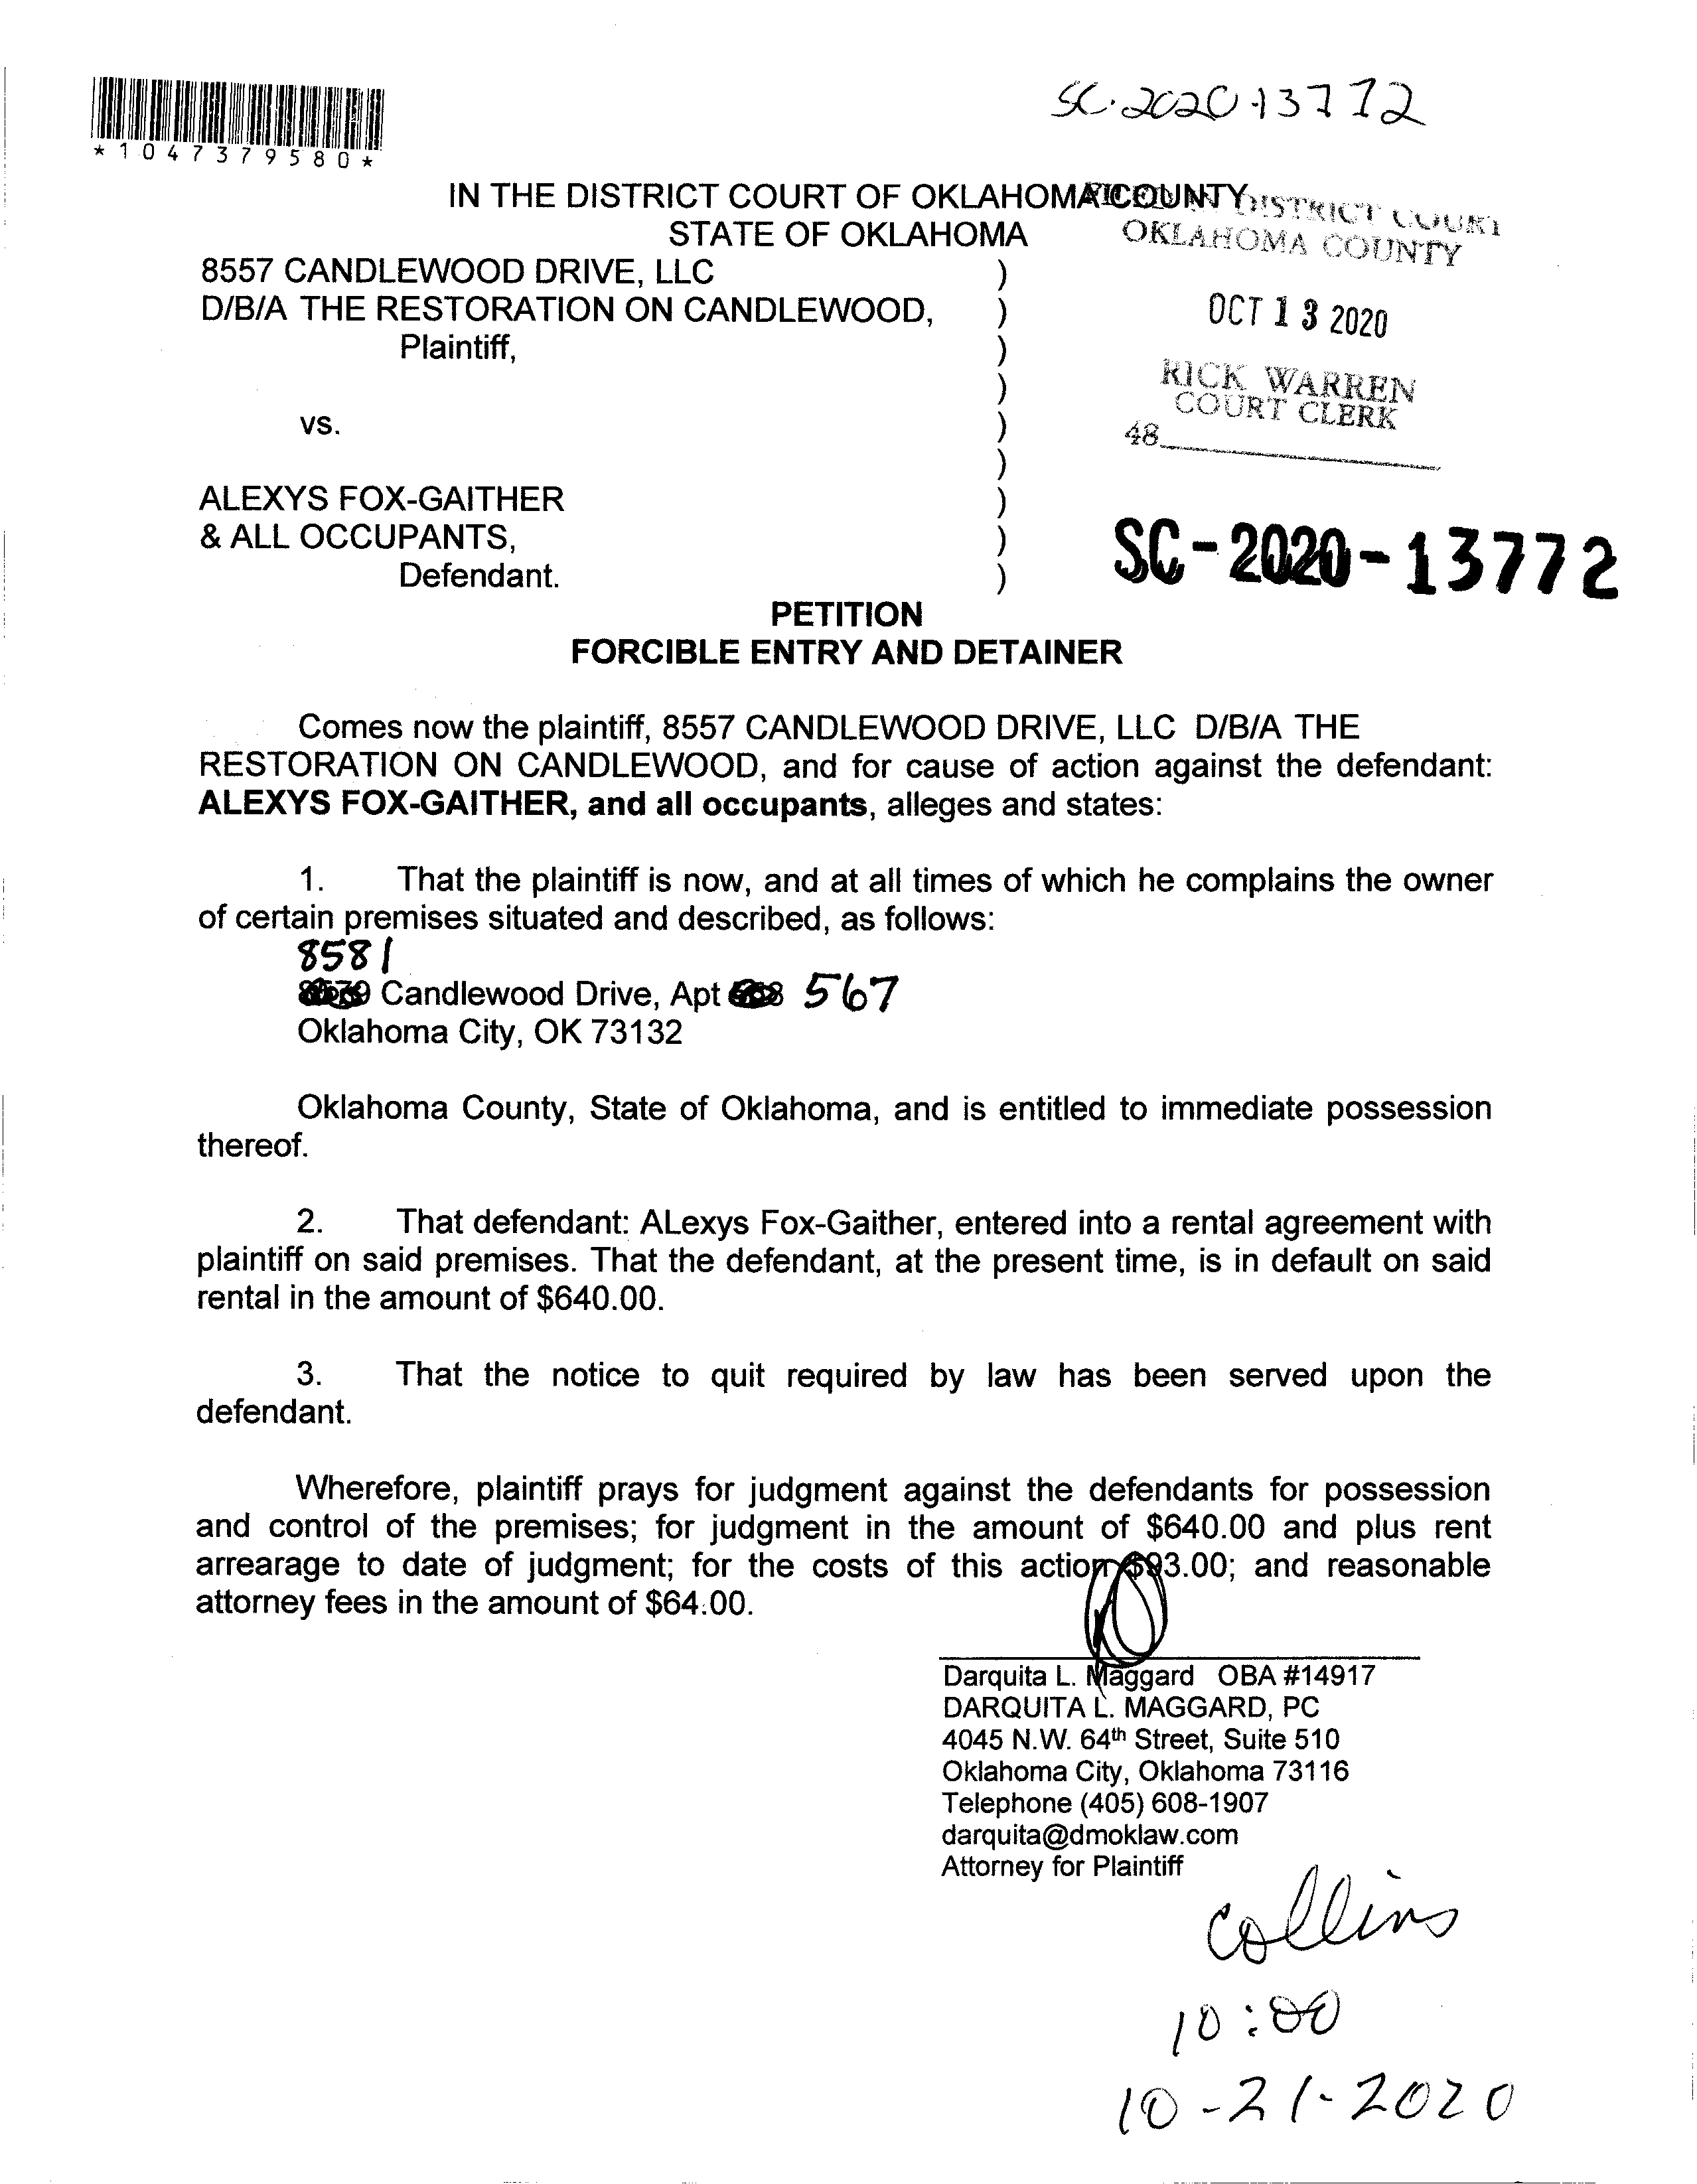 SC-2020-13772
*1047379580*
IN THE DISTRICT COURT OF OKLAHOMA COUNTY
STATE OF OKLAHOMA
FILED IN DISTRICT COURT
OKLAHOMA COUNTY
8557 CANDLEWOOD DRIVE, LLC )
D/B/A THE RESTORATION ON CANDLEWOOD, )
Plaintiff, )
)
vs. )
)
ALEXYS FOX-GAITHER )
& ALL OCCUPANTS, )
Defendant. )
OCT 13 2020
RICK WARREN
COURT CLERK
48
SC-2020-13772
PETITION
FORCIBLE ENTRY AND DETAINER
Comes now the plaintiff, 8557 CANDLEWOOD DRIVE, LLC D/B/A THE
RESTORATION ON CANDLEWOOD, and for cause of action against the defendant:
ALEXYS FOX-GAITHER, and all occupants, alleges and states:
1. That the plaintiff is now, and at all times of which he complains the owner
of certain premises situated and described, as follows:
8581
Candlewood Drive, Apt 567
Oklahoma City, OK 73132
Oklahoma County, State of Oklahoma, and is entitled to immediate possession
thereof.
2. That defendant: ALexys Fox-Gaither, entered into a rental agreement with
plaintiff on said premises. That the defendant, at the present time, is in default on said
rental in the amount of $640.00.
3. That the notice to quit required by law has been served upon the
defendant.
Wherefore, plaintiff prays for judgment against the defendants for possession
and control of the premises; for judgment in the amount of $640.00 and plus rent
arrearage to date of judgment; for the costs of this action $93.00; and reasonable
attorney fees in the amount of $64.00.
Darquita L. Maggard OBA #14917
DARQUITA L. MAGGARD, PC
4045 N.W. 64th Street, Suite 510
Oklahoma City, Oklahoma 73116
Telephone (405) 608-1907
darquita@dmoklaw.com
Attorney for Plaintiff
Collins
10:00
10-21-2020